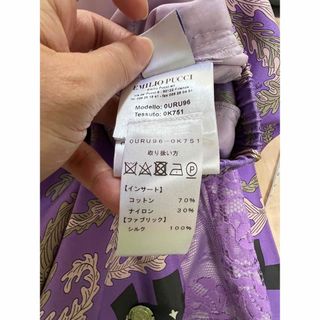 EMILIO PUCCI
Modello: 0URU96
Tessuto: 0K751
0URU96-0K751
取り扱い方
【インサート】
コットン 70%
ナイロン 30%
【ファブリック】
シルク 100%